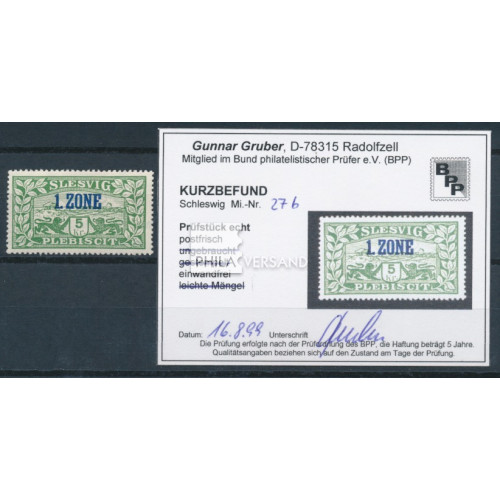 SLESVIG
1. ZONE
5
PLEBISCIT.
Gunnar Gruber, D-78315 Radolfzell
Mitglied im Bund philatelistischer Prüfer e.V. (BPP)
BPP
KURZBEFUND
Schleswig Mi.-Nr. 27b
Prüfstück echt
postfrisch
ungebraucht
einwandfrei
leichte Mängel
PHILA VERSAND
SLESVIG
1. ZONE
5
PLEBISCIT.
Datum: 16.8.99 Unterschrift
Die Prüfung erfolgte nach der Prüfordnung des BPP, die Haftung beträgt 5 Jahre.
Qualitätsangaben beziehen sich auf den Zustand am Tage der Prüfung.